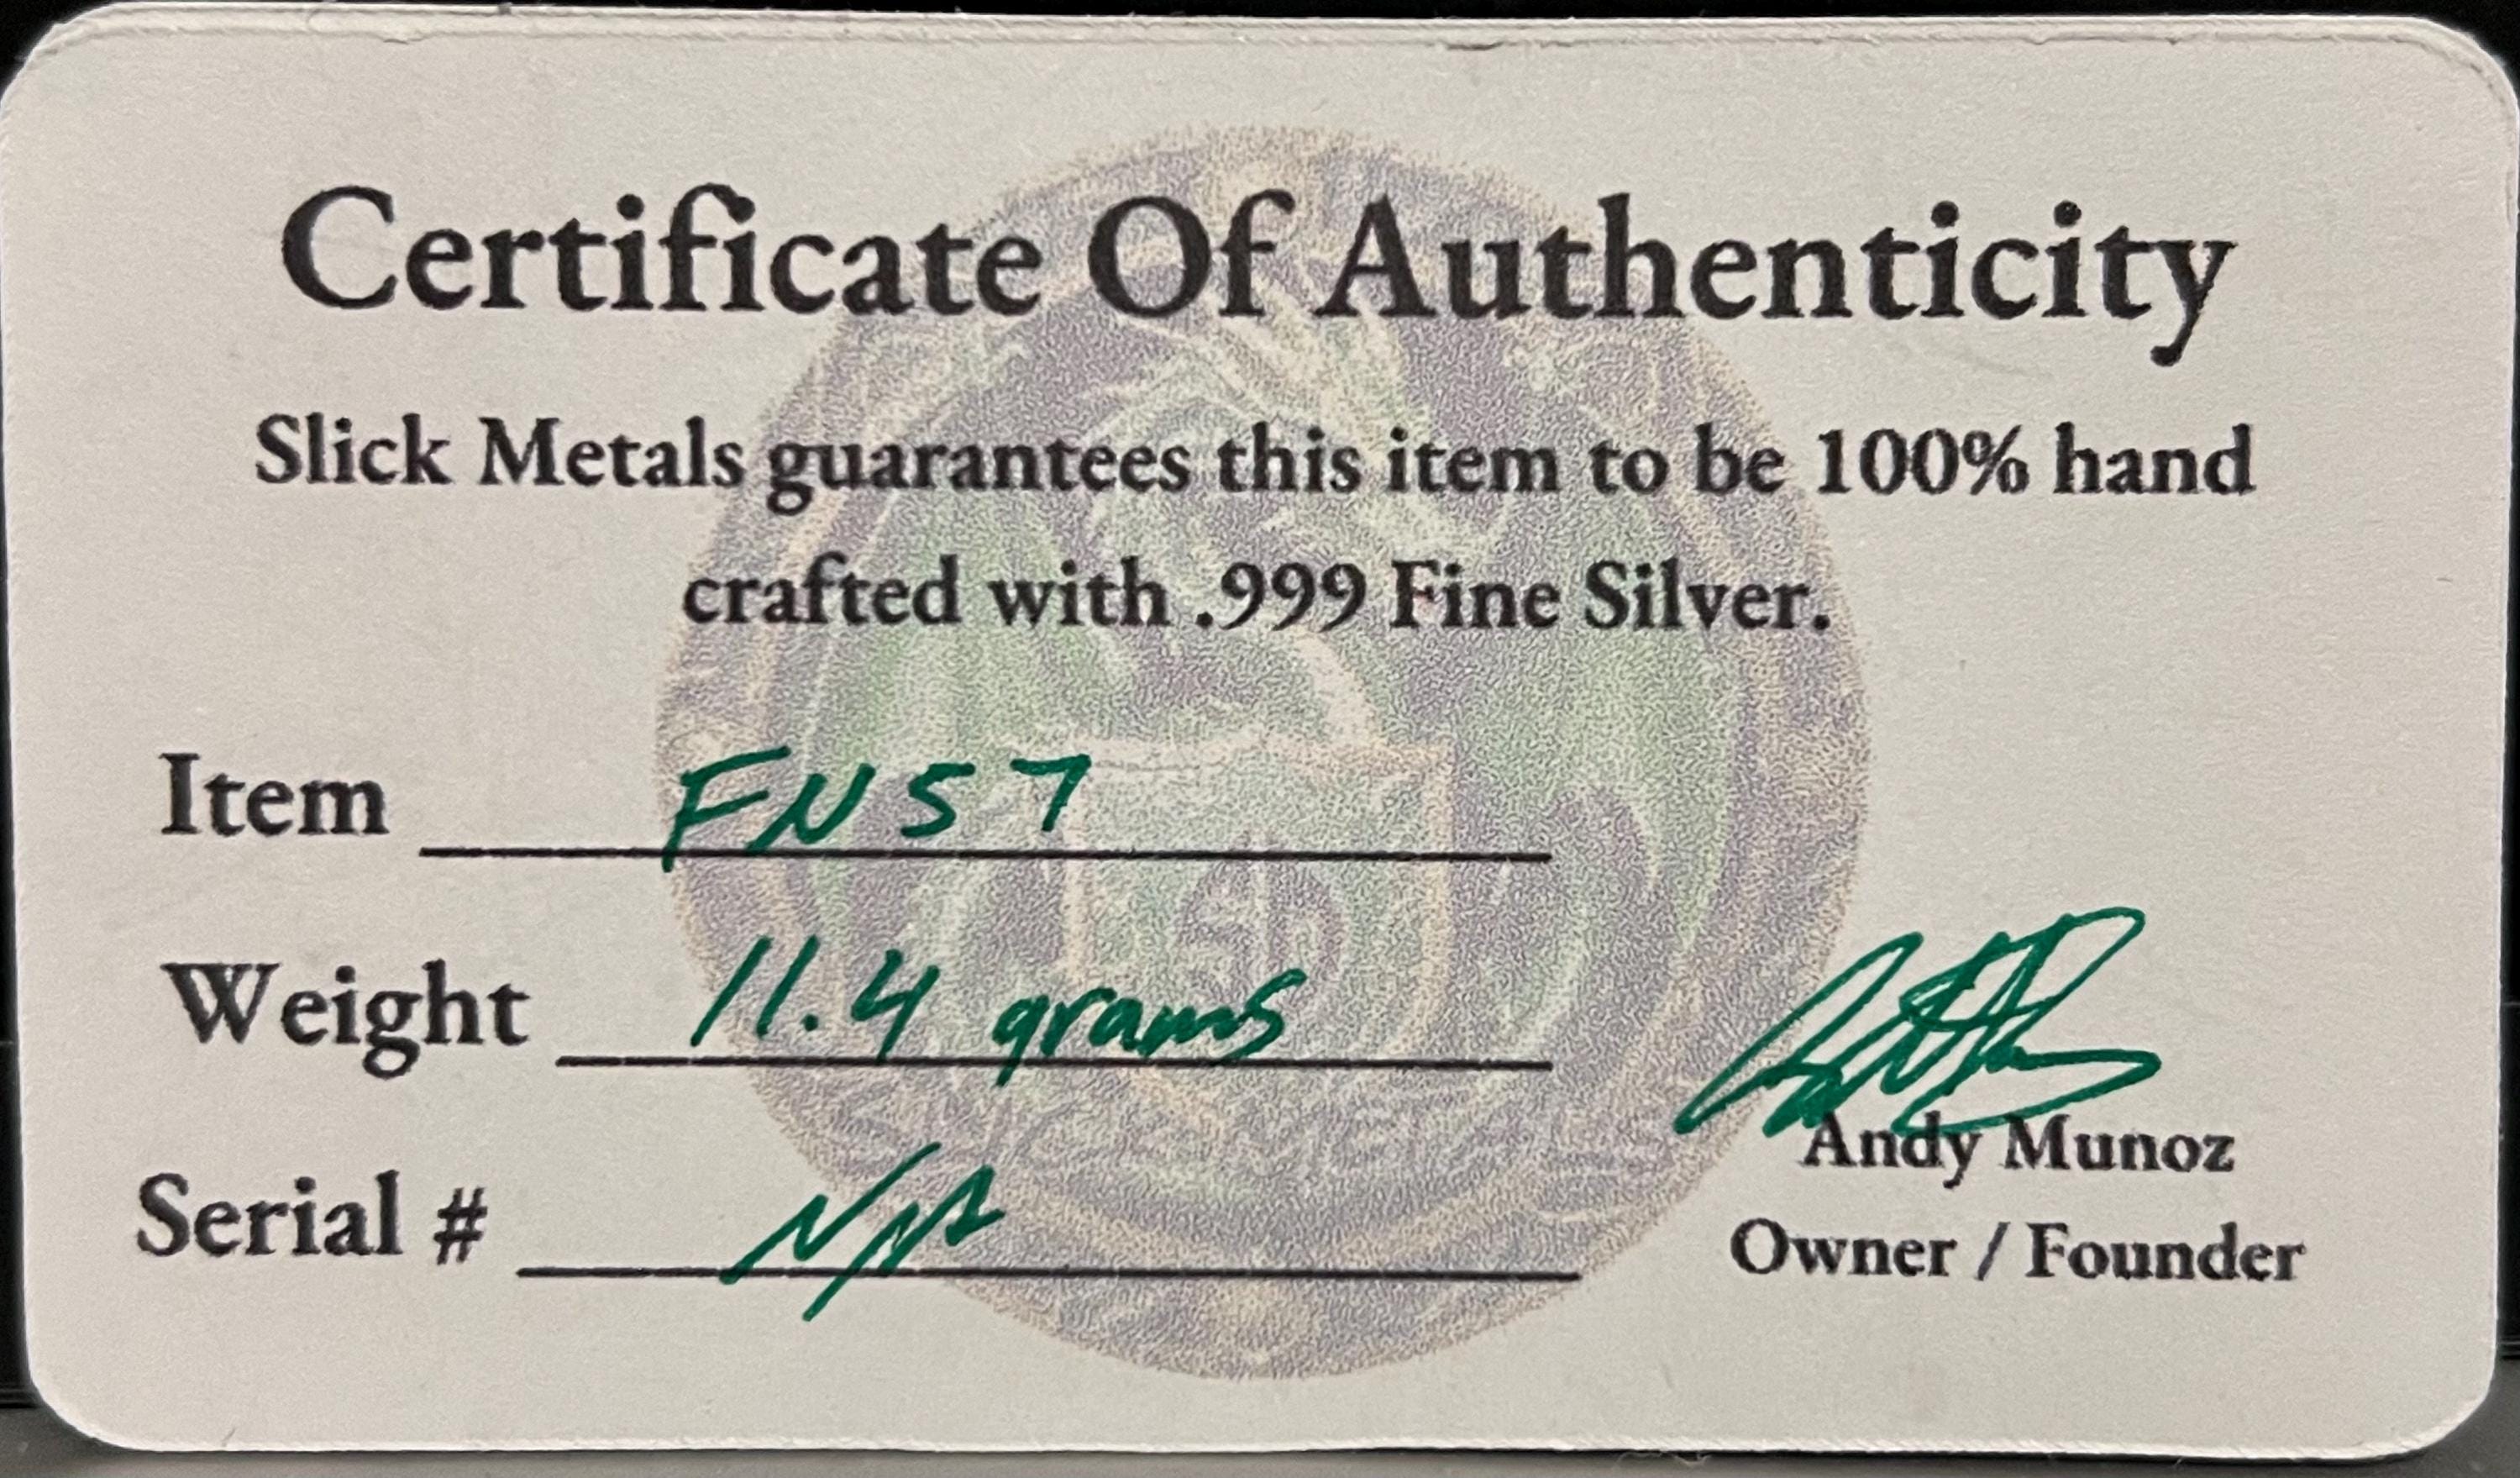 Certificate Of Authenticity
Slick Metals guarantees this item to be 100% hand
crafted with .999 Fine Silver.
Item FN57
Weight 11.4 grams
Serial # N/A
Andy Munoz
Owner / Founder